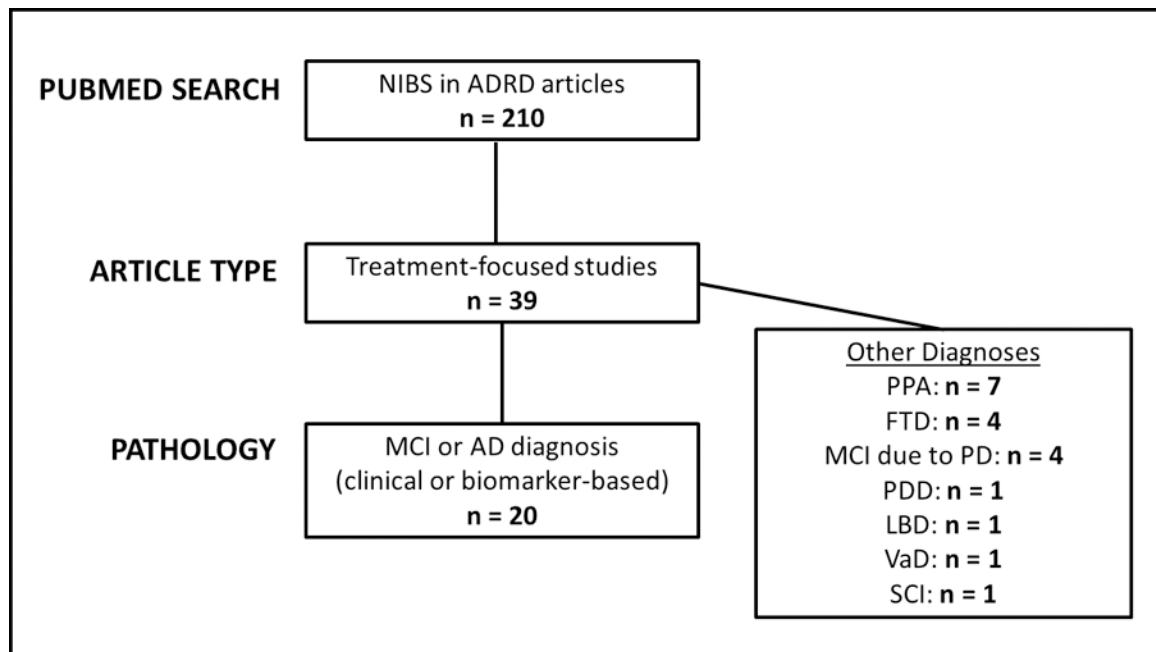 PUBMED SEARCH
NIBS in ADRD articles
n = 210
ARTICLE TYPE
Treatment-focused studies
n = 39
PATHOLOGY
MCI or AD diagnosis
(clinical or biomarker-based)
n = 20
Other Diagnoses
PPA: n = 7
FTD: n = 4
MCI due to PD: n = 4
PDD: n = 1
LBD: n = 1
VaD: n = 1
SCI: n = 1